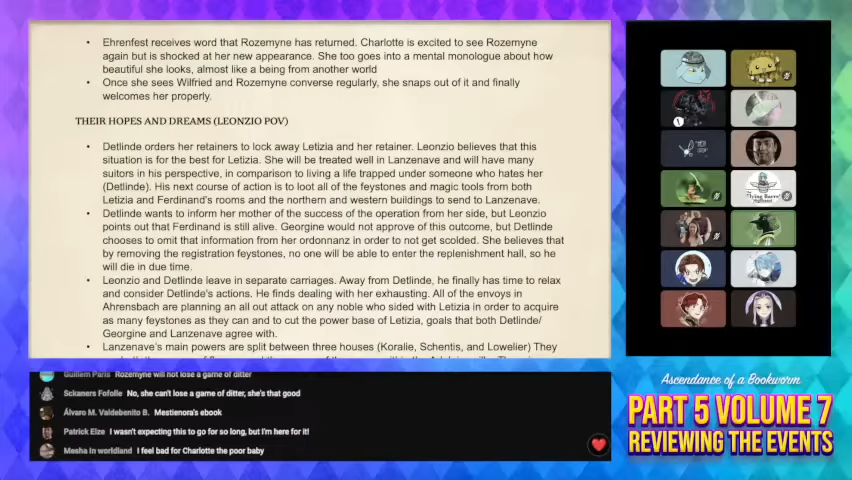 Ehrenfest receives word that Rozemyne has returned. Charlotte is excited to see Rozemyne
again but is shocked at her new appearance. She too goes into a mental monologue about how
beautiful she looks, almost like a being from another world
Once she sees Wilfried and Rozemyne converse regularly, she snaps out of it and finally
welcomes her properly.
THEIR HOPES AND DREAMS (LEONZIO POV)
Detlinde orders her retainers to lock away Letizia and her retainer. Leonzio believes that this
situation is for the best for Letizia. She will be treated well in Lanzenave and will have many
suitors in his perspective, in comparison to living a life trapped under someone who hates her
(Detlinde). His next course of action is to loot all of the feystones and magic tools from both
Letizia and Ferdinand's rooms and the northern and western buildings to send to Lanzenave.
Detlinde wants to inform her mother of the success of the operation from her side, but Leonzio
points out that Ferdinand is still alive. Georgine would not approve of this outcome, but Detlinde
chooses to omit that information from her ordonnanz in order to not get scolded. She believes that
by removing the registration feystones, no one will be able to enter the replenishment hall, so he
will die in due time.
Leonzio and Detlinde leave in separate carriages. Away from Detlinde, he finally has time to relax
and consider Detlinde's actions. He finds dealing with her exhausting. All of the envoys in
Ahrensbach are planning an all out attack on any noble who sided with Letizia in order to acquire
as many feystones as they can and to cut the power base of Letizia, goals that both Detlinde/
Georgine and Lanzenave agree with.
Lanzenave's main powers are split between three houses (Koralie, Schentis, and Lowelier) They
Guillem Paris Rozemyne will not lose a game of ditter
Sckaners Fofolle No, she can't lose a game of ditter, she's that good
Álvaro M. Valdebenito B. Mestienora's ebook
Patrick Elze I wasn't expecting this to go for so long, but I'm here for it!
Mesha in worldland I feel bad for Charlotte the poor baby
Ascendance of a Bookworm
PART 5 VOLUME 7
REVIEWING THE EVENTS